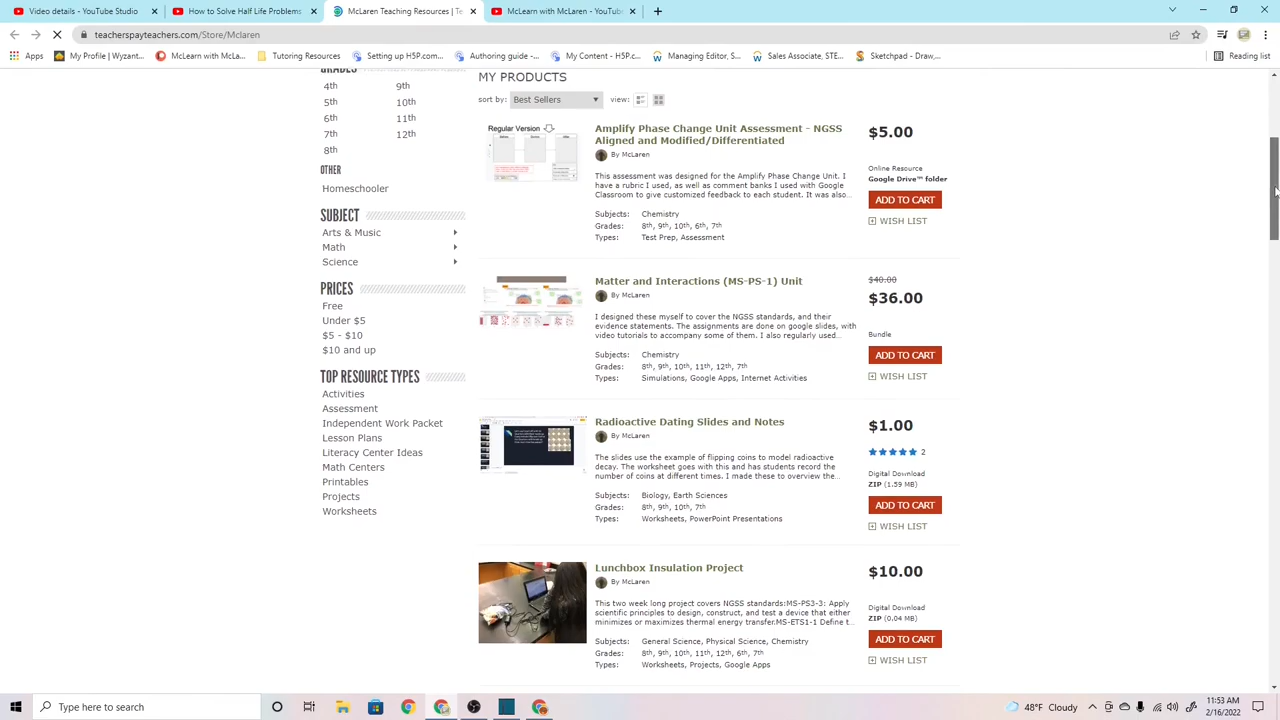 Video details - YouTube Studio
How to Solve Half Life Problems
McLaren Teaching Resources | Te
McLearn with McLaren - YouTub
teacherspayteachers.com/Store/Mclaren
Apps
My Profile | Wyzant...
McLearn with McLa...
Tutoring Resources
Setting up H5P.com...
Authoring guide -...
My Content - H5P.c...
Managing Editor, S...
Sales Associate, STE...
Sketchpad - Draw,...
Reading list
GRADES
4th 9th
5th 10th
6th 11th
7th 12th
8th
OTHER
Homeschooler
SUBJECT
Arts & Music
Math
Science
PRICES
Free
Under $5
$5 - $10
$10 and up
TOP RESOURCE TYPES
Activities
Assessment
Independent Work Packet
Lesson Plans
Literacy Center Ideas
Math Centers
Printables
Projects
Worksheets
MY PRODUCTS
sort by: Best Sellers view:
Regular Version
Amplify Phase Change Unit Assessment - NGSS
Aligned and Modified/Differentiated
By McLaren
This assessment was designed for the Amplify Phase Change Unit. I
have a rubric I used, as well as comment banks I used with Google
Classroom to give customized feedback to each student. It was also...
Subjects: Chemistry
Grades: 8th, 9th, 10th, 6th, 7th
Types: Test Prep, Assessment
$5.00
Online Resource
Google Drive™ folder
ADD TO CART
WISH LIST
Matter and Interactions (MS-PS-1) Unit
By McLaren
I designed these myself to cover the NGSS standards, and their
evidence statements. The assignments are done on google slides, with
video tutorials to accompany some of them. I also regularly used...
Subjects: Chemistry
Grades: 8th, 9th, 10th, 11th, 12th, 7th
Types: Simulations, Google Apps, Internet Activities
$40.00
$36.00
Bundle
ADD TO CART
WISH LIST
Radioactive Dating Slides and Notes
By McLaren
The slides use the example of flipping coins to model radioactive
decay. The worksheet goes with this and has students record the
number of coins at different times. I made these to overview the...
Subjects: Biology, Earth Sciences
Grades: 8th, 9th, 10th, 7th
Types: Worksheets, PowerPoint Presentations
$1.00
2
Digital Download
ZIP (1.59 MB)
ADD TO CART
WISH LIST
Lunchbox Insulation Project
By McLaren
This two week long project covers NGSS standards:MS-PS3-3: Apply
scientific principles to design, construct, and test a device that either
minimizes or maximizes thermal energy transfer.MS-ETS1-1 Define t...
Subjects: General Science, Physical Science, Chemistry
Grades: 8th, 9th, 10th, 11th, 12th, 6th, 7th
Types: Worksheets, Projects, Google Apps
$10.00
Digital Download
ZIP (0.04 MB)
ADD TO CART
WISH LIST
Type here to search
48°F Cloudy
11:53 AM
2/16/2022